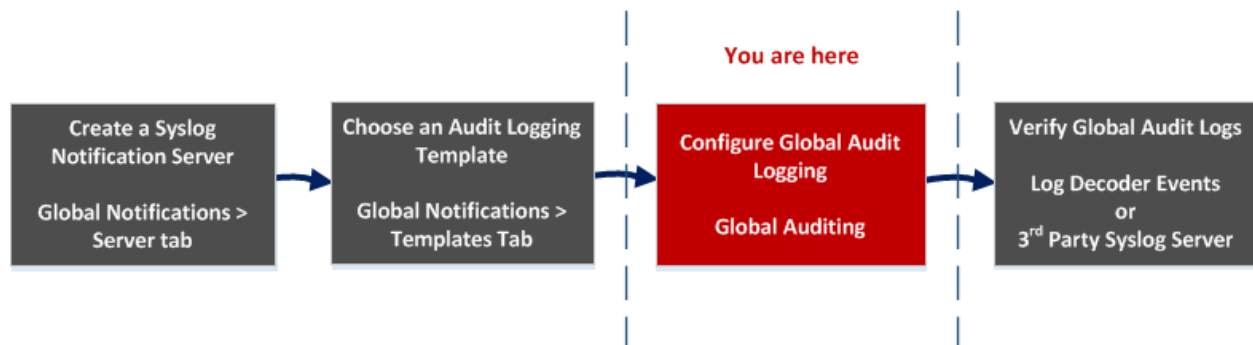 You are here
Create a Syslog
Notification Server
Global Notifications >
Server tab
Choose an Audit Logging
Template
Global Notifications >
Templates Tab
Configure Global Audit
Logging
Global Auditing
Verify Global Audit Logs
Log Decoder Events
or
3rd Party Syslog Server